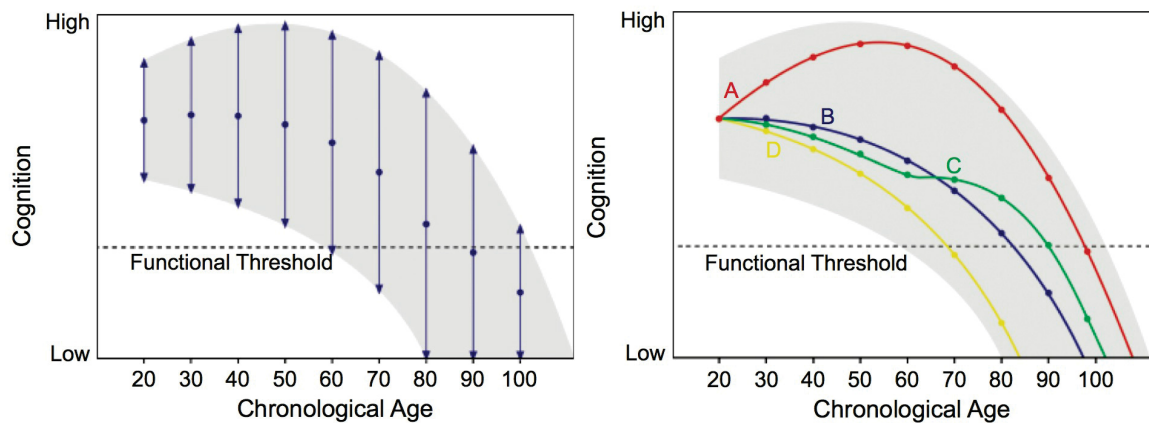 High
Cognition
Functional Threshold
Low
20 30 40 50 60 70 80 90 100
Chronological Age
High
A
B
C
D
Cognition
Functional Threshold
Low
20 30 40 50 60 70 80 90 100
Chronological Age